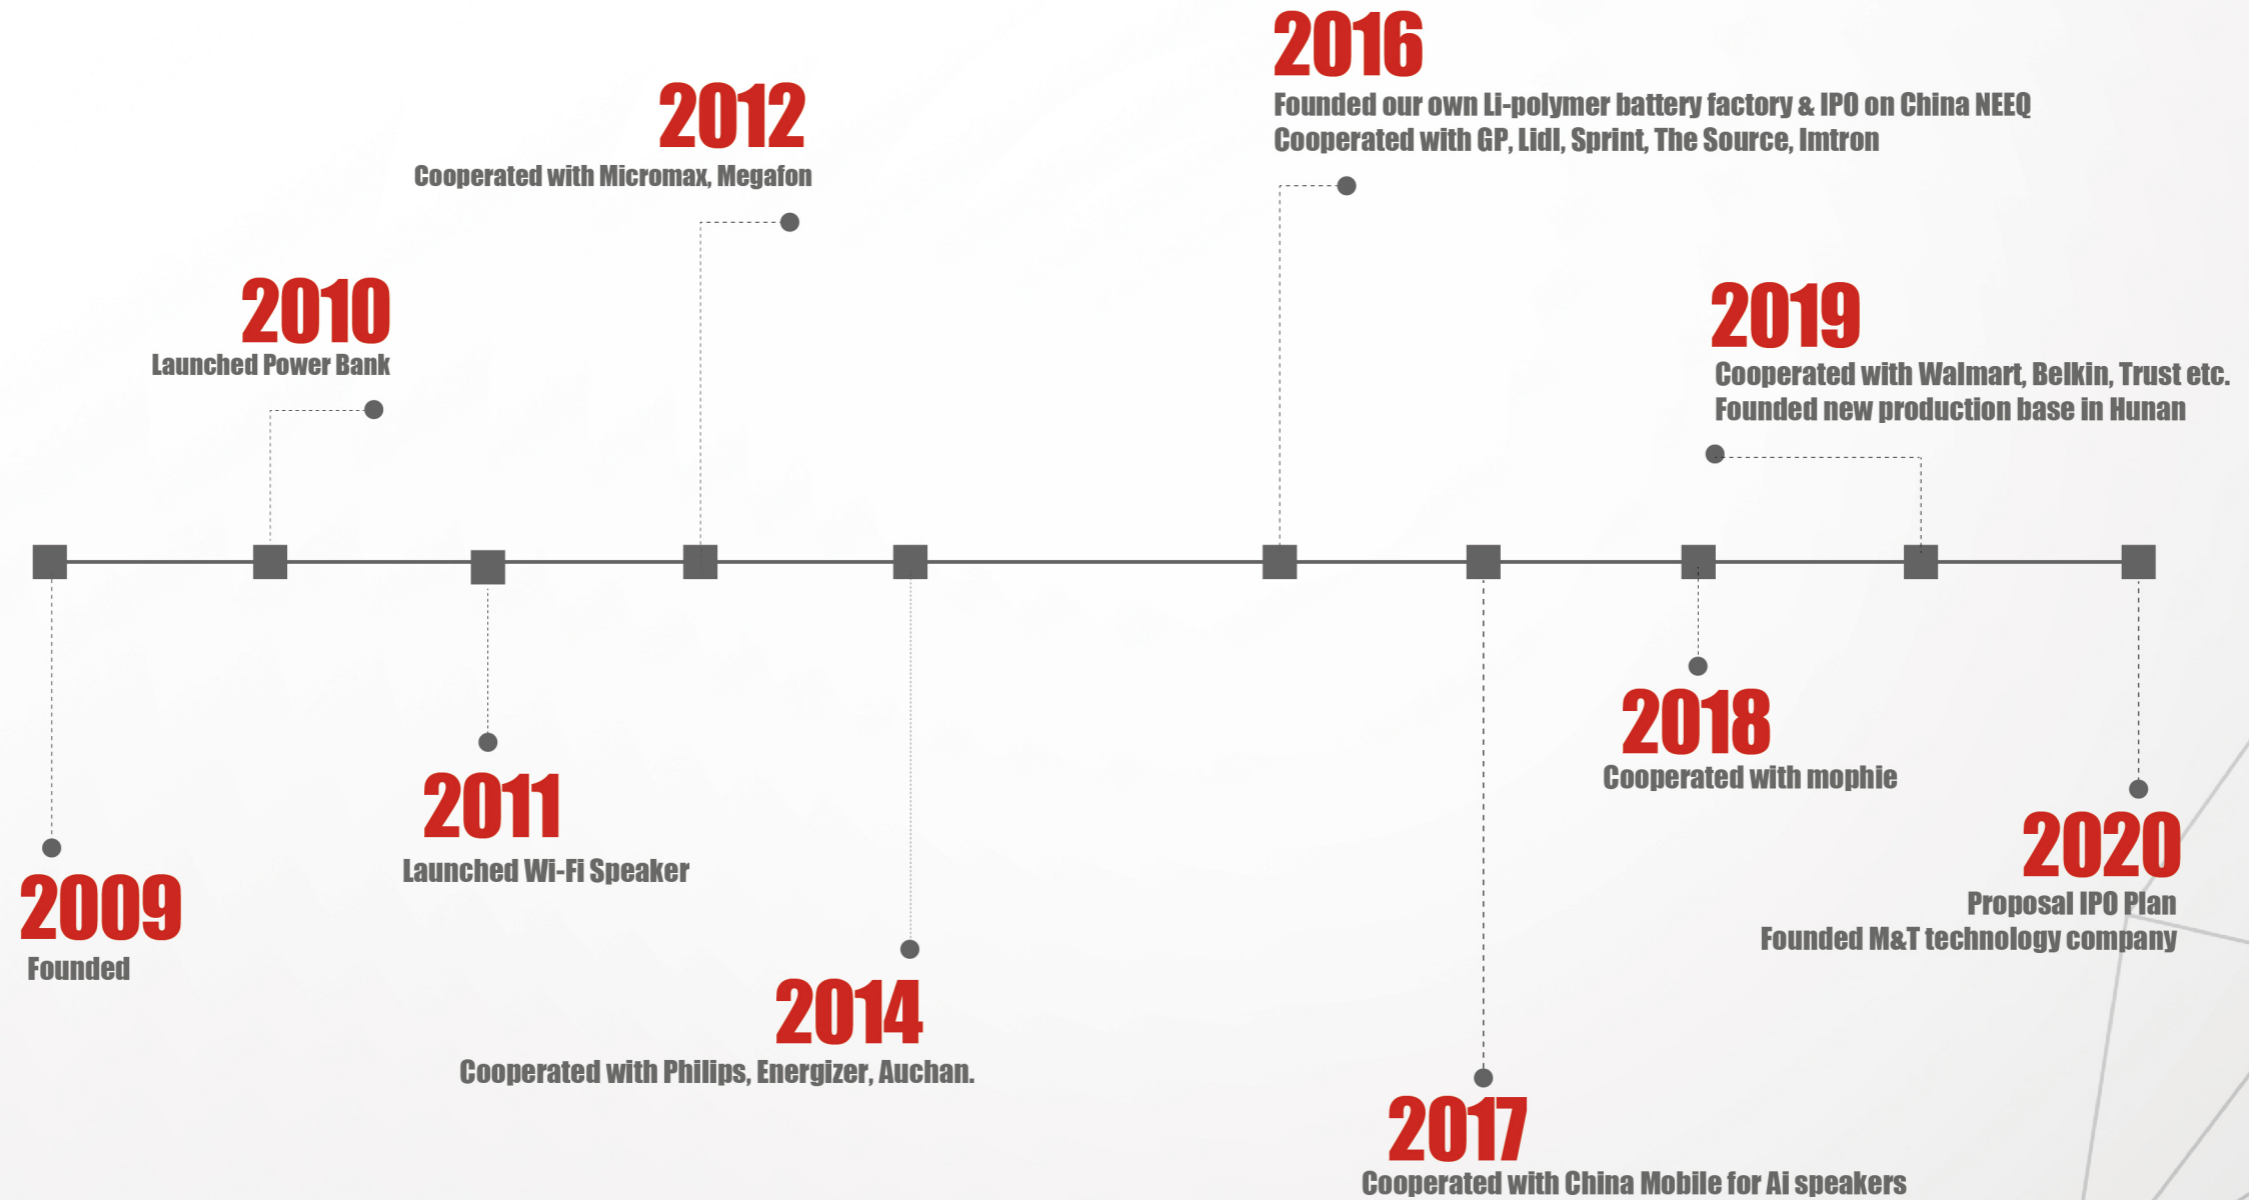 2016
Founded our own Li-polymer battery factory & IPO on China NEEQ
Cooperated with GP, Lidl, Sprint, The Source, Imtron
2012
Cooperated with Micromax, Megafon
2010
Launched Power Bank
2019
Cooperated with Walmart, Belkin, Trust etc.
Founded new production base in Hunan
2009
Founded
2011
Launched Wi-Fi Speaker
2014
Cooperated with Philips, Energizer, Auchan.
2018
Cooperated with mophie
2020
Proposal IPO Plan
Founded M&T technology company
2017
Cooperated with China Mobile for Ai speakers